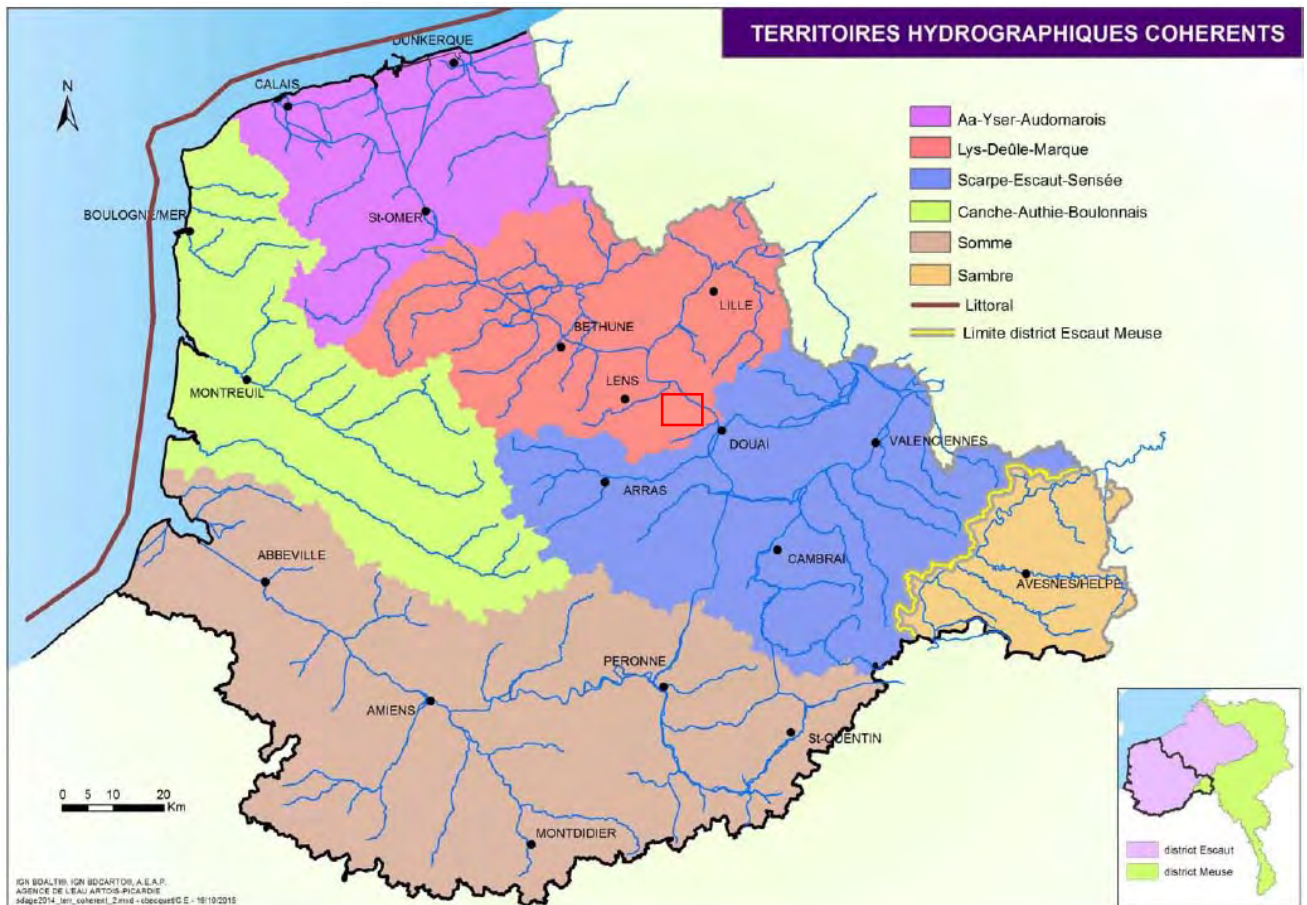 TERRITOIRES HYDROGRAPHIQUES COHERENTS
DUNKERQUE
CALAIS
N
Aa-Yser-Audomarois
Lys-Deûle-Marque
Scarpe-Escaut-Sensée
Canche-Authie-Boulonnais
Somme
Sambre
Littoral
Limite district Escaut Meuse
BOULOGNE/MER
St-OMER
LILLE
BETHUNE
MONTREUIL
LENS
DOUAI
VALENCIENNES
ARRAS
CAMBRAI
ABBEVILLE
AVESNES/HELPE
PERONNE
AMIENS
St-QUENTIN
0 5 10 20
Km
MONTDIDIER
district Escaut
district Meuse
IGN BDALTI®, IGN BDCARTO®, A.E.A.P.
AGENCE DE L'EAU ARTOIS-PICARDIE
sdage2014_terr_coherent_2.mxd